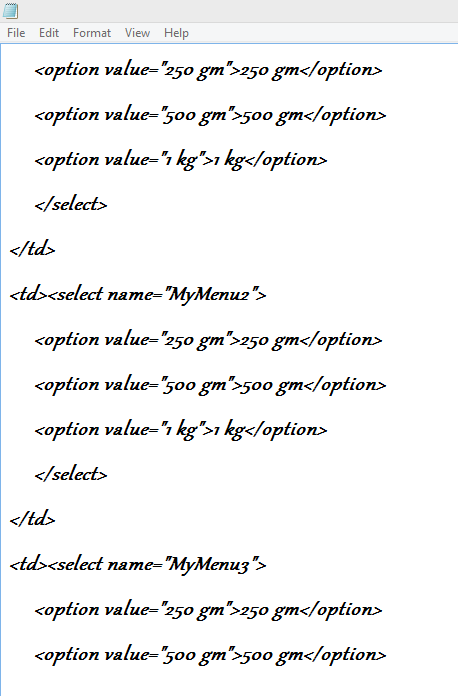 File Edit Format View Help
<option value="250 gm">250 gm</option>
<option value="500 gm">500 gm</option>
<option value="1 kg">1 kg</option>
</select>
</td>
<td><select name="MyMenu2">
<option value="250 gm">250 gm</option>
<option value="500 gm">500 gm</option>
<option value="1 kg">1 kg</option>
</select>
</td>
<td><select name="MyMenu3">
<option value="250 gm">250 gm</option>
<option value="500 gm">500 gm</option>